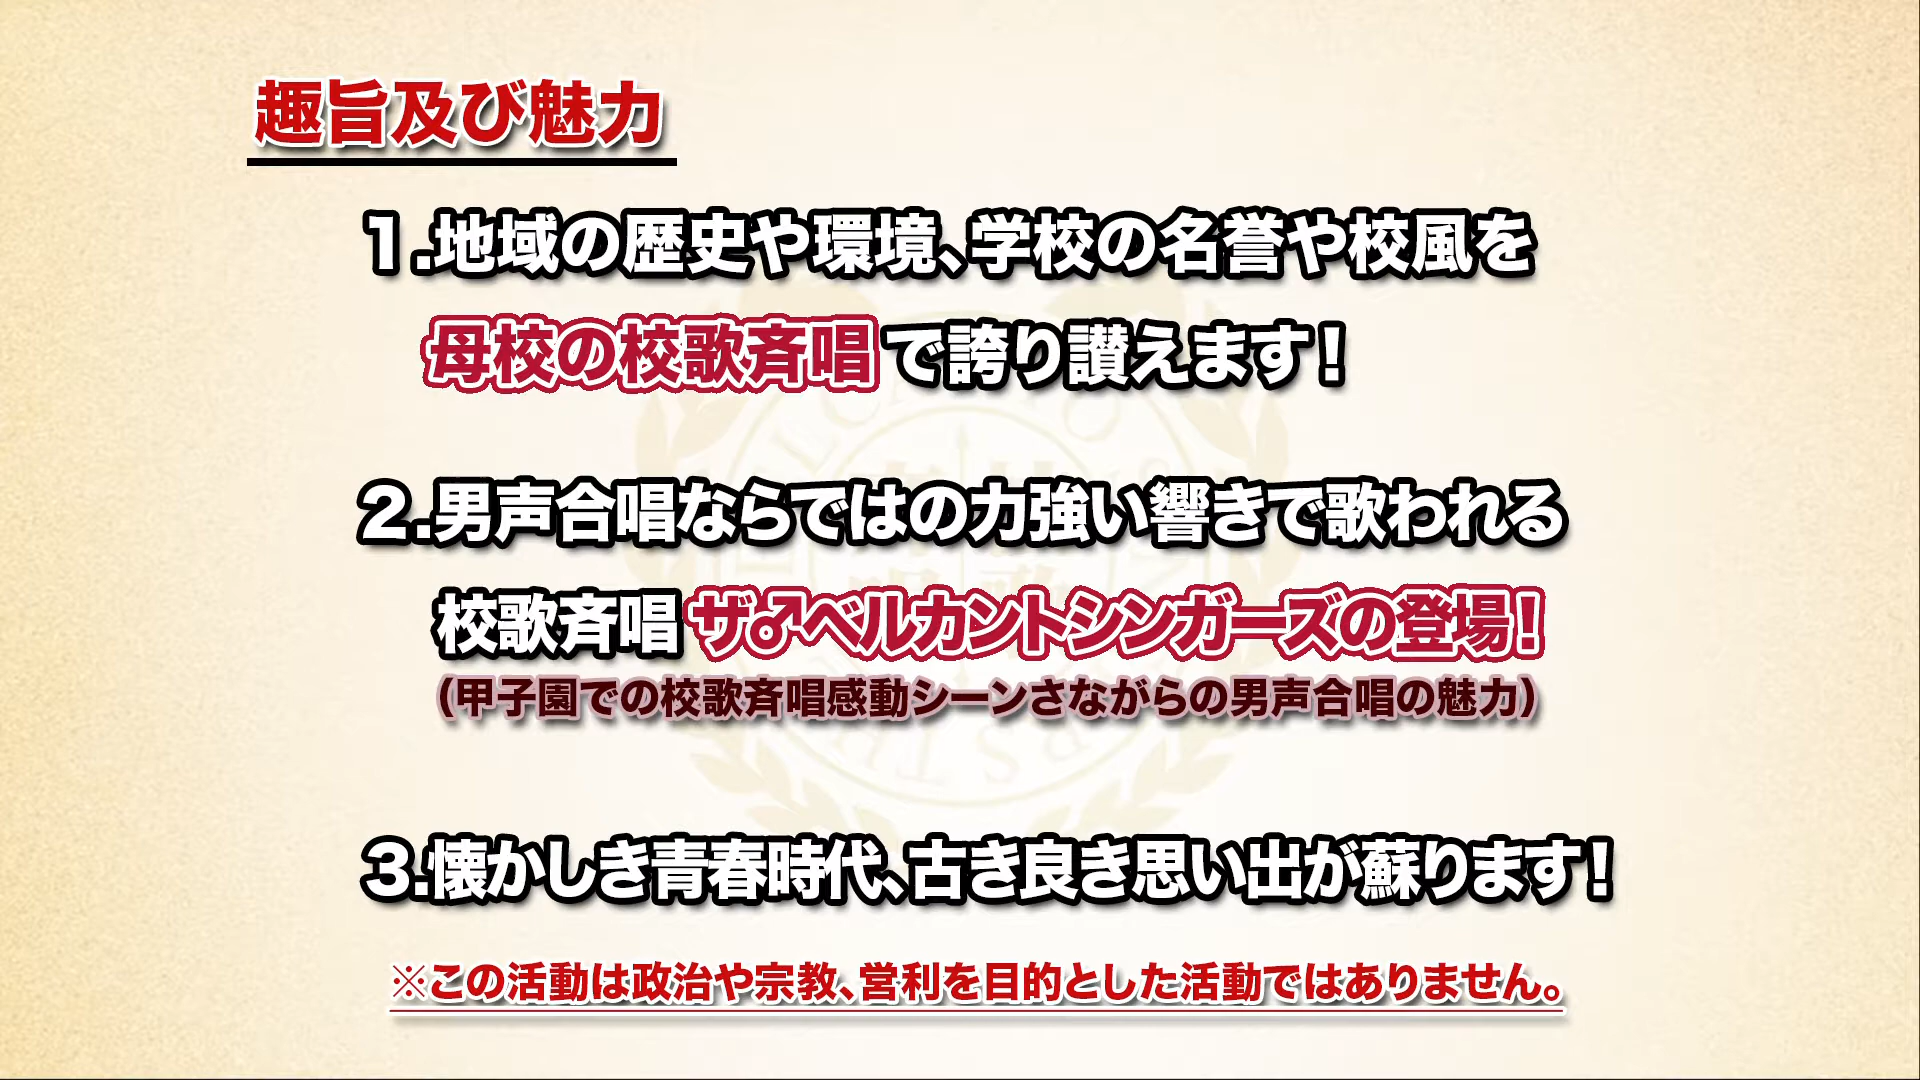 趣旨及び魅力
１.地域の歴史や環境、学校の名誉や校風を
母校の校歌斉唱で誇り讃えます！
２.男声合唱ならではの力強い響きで歌われる
校歌斉唱 ザ♂ベルカントシンガーズの登場！
(甲子園での校歌斉唱感動シーンさながらの男声合唱の魅力)
３.懐かしき青春時代、古き良き思い出が蘇ります！
※この活動は政治や宗教、営利を目的とした活動ではありません。